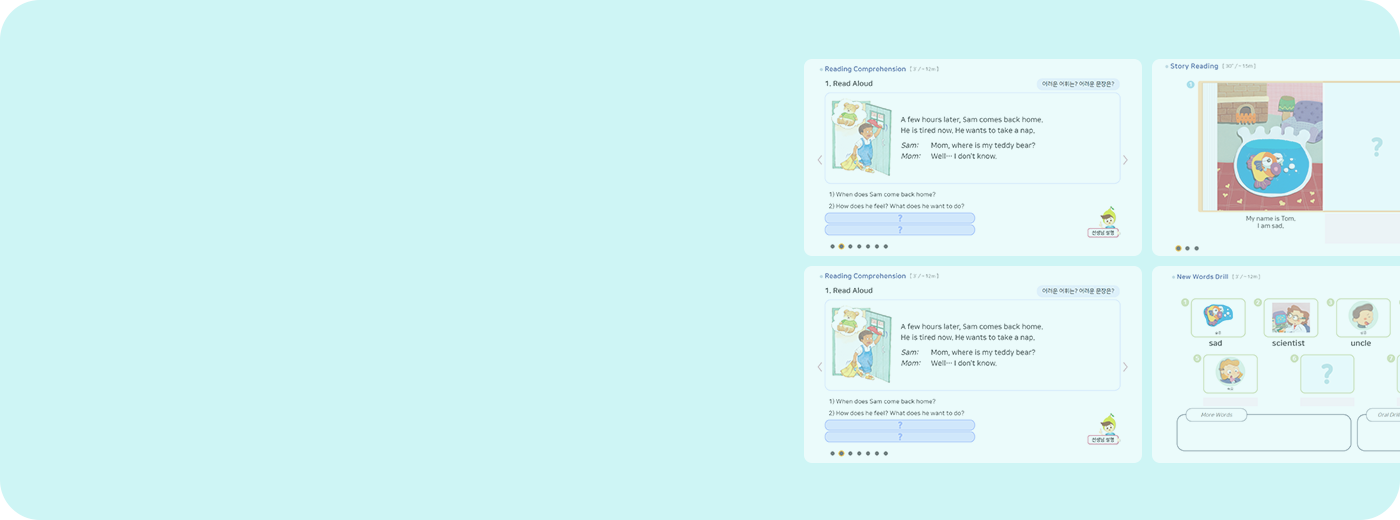 Reading Comprehension
1. Read Aloud
어려운 어휘는? 어려운 문장은?
A few hours later, Sam comes back home.
He is tired now. He wants to take a nap.
Sam: Mom, where is my teddy bear?
Mom: Well··· I don't know.
1) When does Sam come back home?
2) How does he feel? What does he want to do?
?
?
선생님 설명
Story Reading
1
?
My name is Tom.
I am sad.
Reading Comprehension
1. Read Aloud
어려운 어휘는? 어려운 문장은?
A few hours later, Sam comes back home.
He is tired now. He wants to take a nap.
Sam: Mom, where is my teddy bear?
Mom: Well··· I don't know.
1) When does Sam come back home?
2) How does he feel? What does he want to do?
?
?
선생님 설명
New Words Drill
1 2 3
sad scientist uncle
5 6
?
More Words
Oral Drill